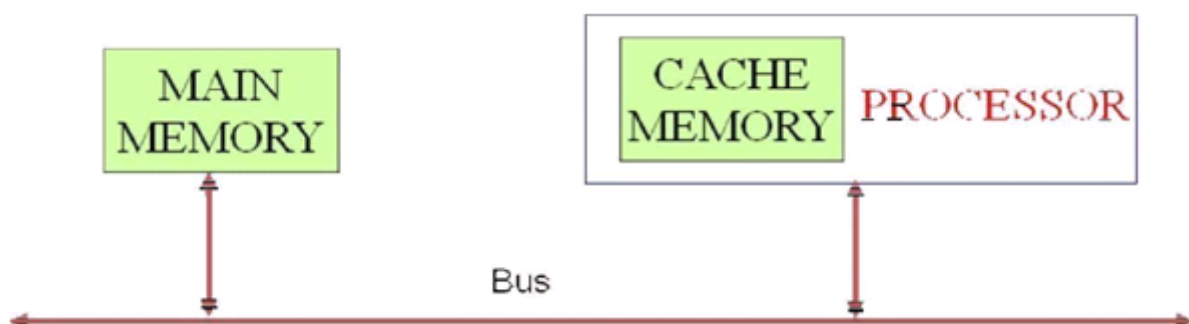 MAIN
MEMORY
CACHE
MEMORY
PROCESSOR
Bus